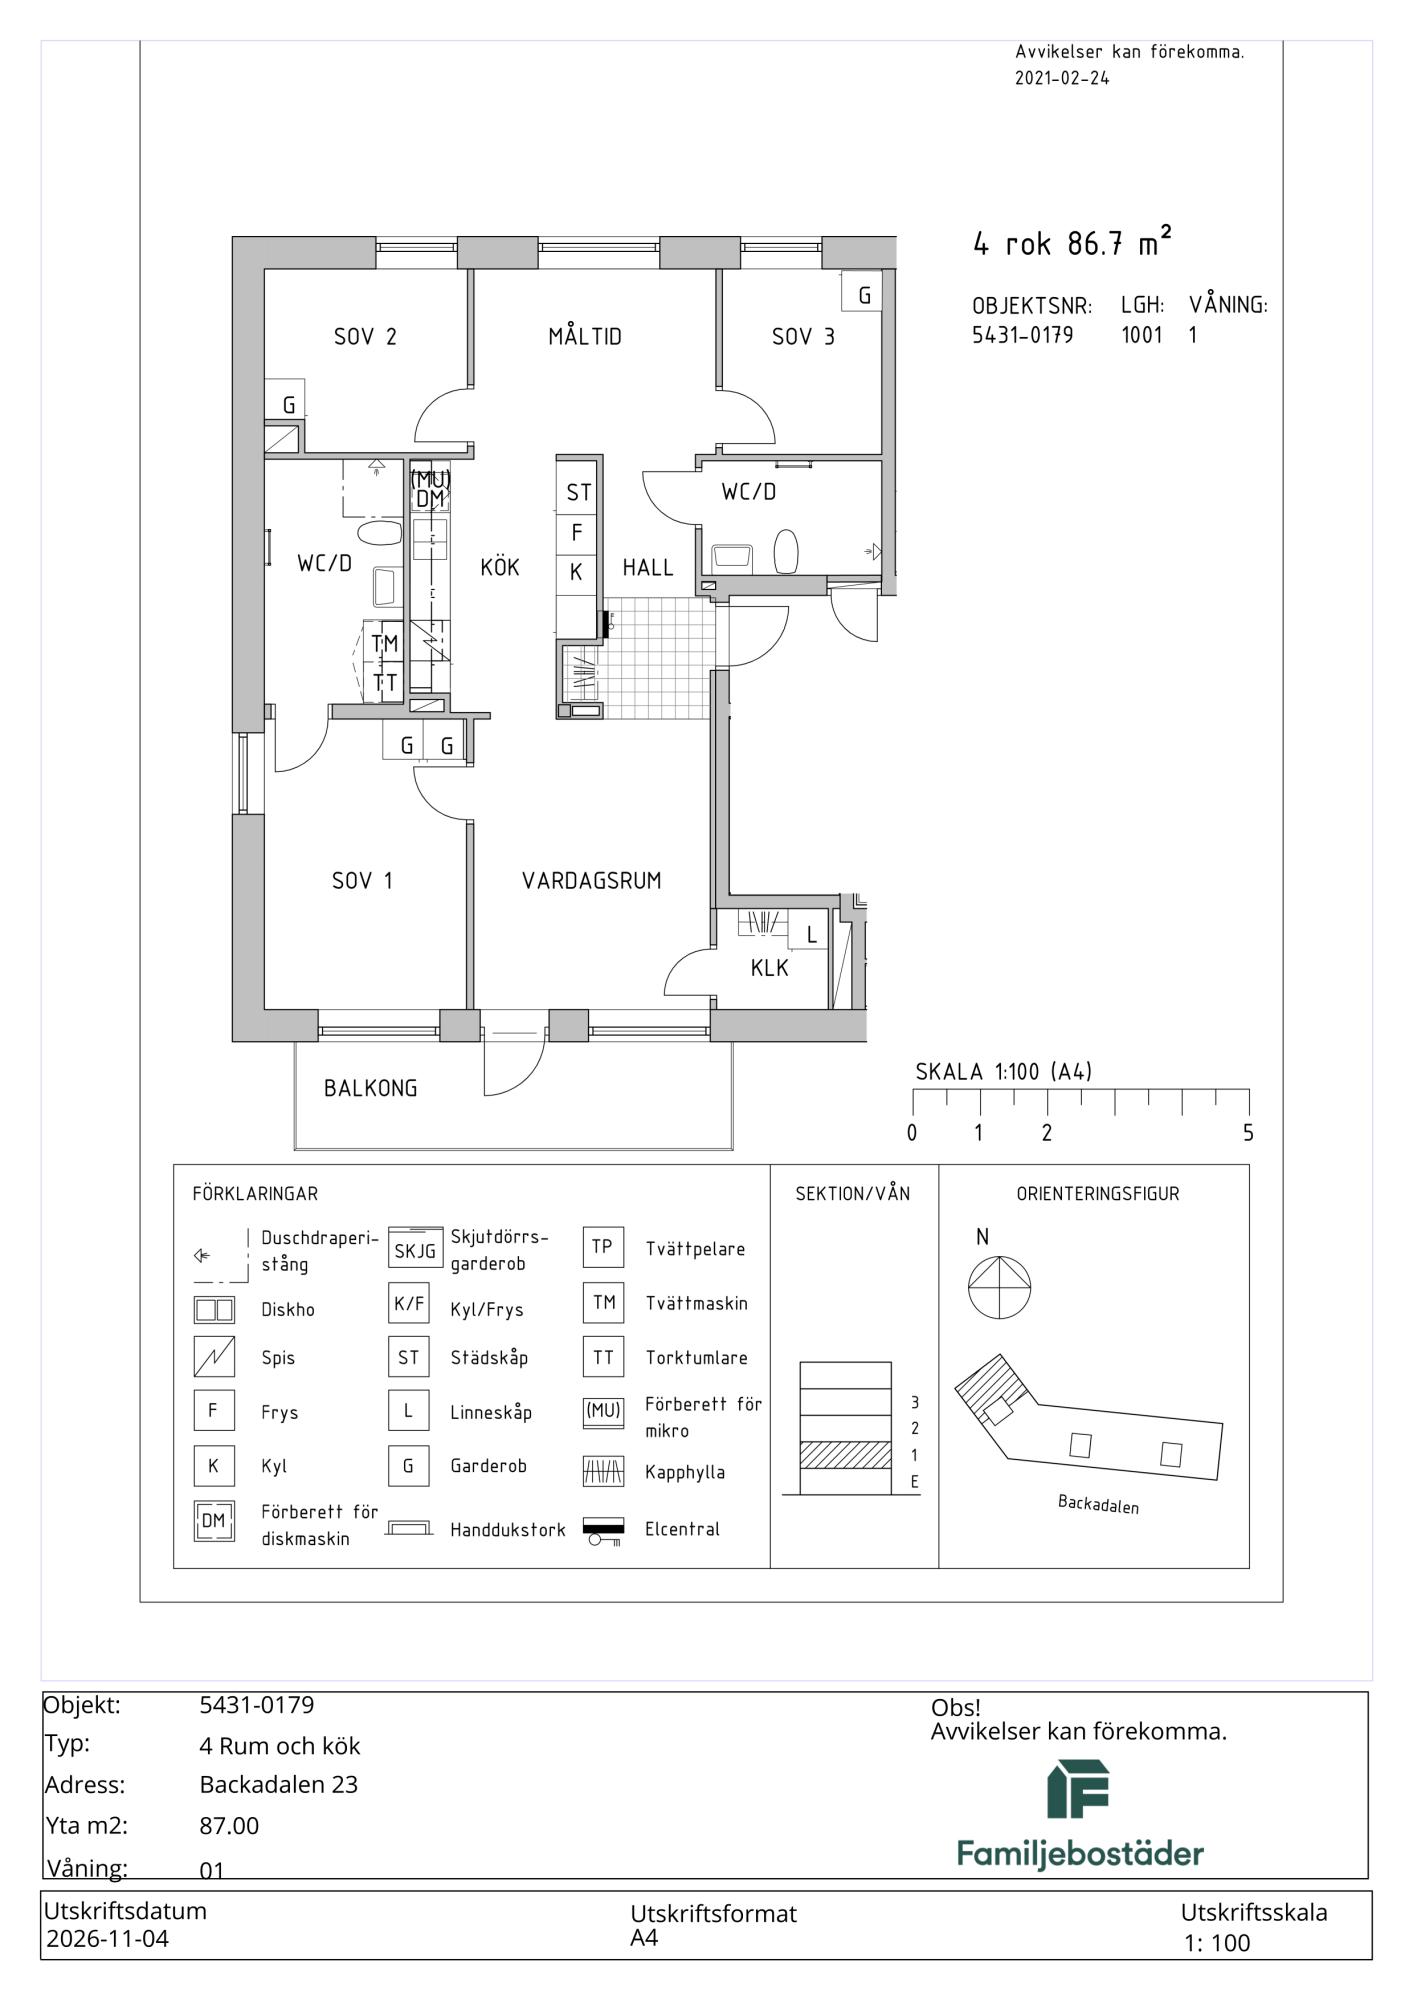 Avvikelser kan förekomma.
2021-02-24
4 rok 86.7 m²
OBJEKTSNR: LGH: VÅNING:
5431-0179 1001 1
SOV 2
MÅLTID
SOV 3
G
G
(MU)
DM
ST
F
K
WC/D
WC/D
KÖK
HALL
TM
TT
G G
SOV 1
VARDAGSRUM
L
KLK
BALKONG
SKALA 1:100 (A4)
0 1 2 5
FÖRKLARINGAR
Duschdraperi-
stång
Diskho
Spis
F Frys
K Kyl
DM Förberett för
diskmaskin
SKJG Skjutdörrs-
garderob
K/F Kyl/Frys
ST Städskåp
L Linneskåp
G Garderob
Handdukstork
TP Tvättpelare
TM Tvättmaskin
TT Torktumlare
(MU) Förberett för
mikro
Kapphylla
Elcentral
SEKTION/VÅN
3
2
1
E
ORIENTERINGSFIGUR
N
Backadalen
Objekt: 5431-0179
Typ: 4 Rum och kök
Adress: Backadalen 23
Yta m2: 87.00
Våning: 01
Obs!
Avvikelser kan förekomma.
Familjebostäder
Utskriftsdatum
2026-11-04
Utskriftsformat
A4
Utskriftsskala
1: 100